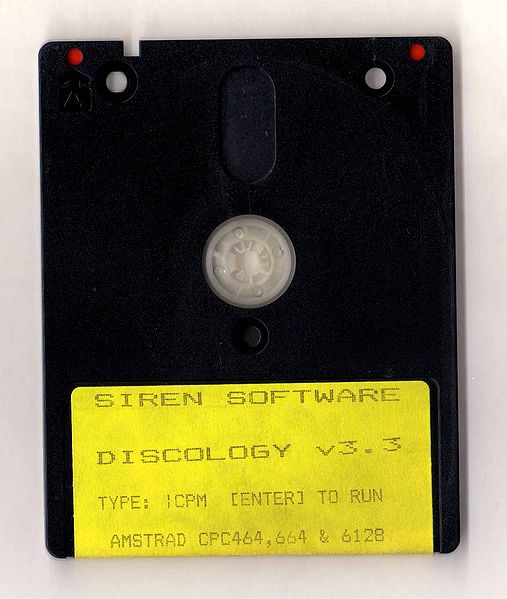 SIREN SOFTWARE
DISCOLOGY v3.3
TYPE: |CPM [ENTER] TO RUN
AMSTRAD CPC464,664 & 6128